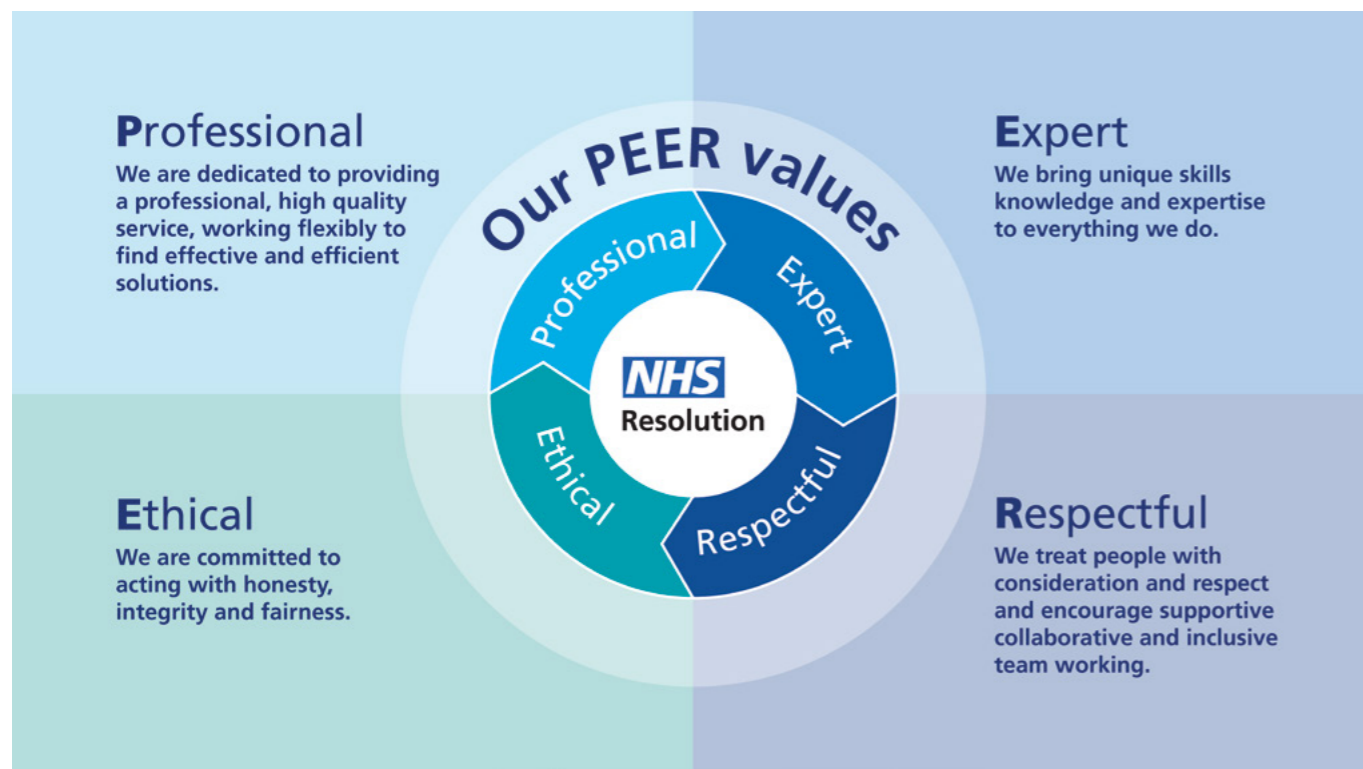 Our PEER values
Professional
We are dedicated to providing
a professional, high quality
service, working flexibly to
find effective and efficient
solutions.
Expert
We bring unique skills
knowledge and expertise
to everything we do.
Professional
Expert
NHS
Resolution
Ethical
Respectful
Ethical
We are committed to
acting with honesty,
integrity and fairness.
Respectful
We treat people with
consideration and respect
and encourage supportive
collaborative and inclusive
team working.